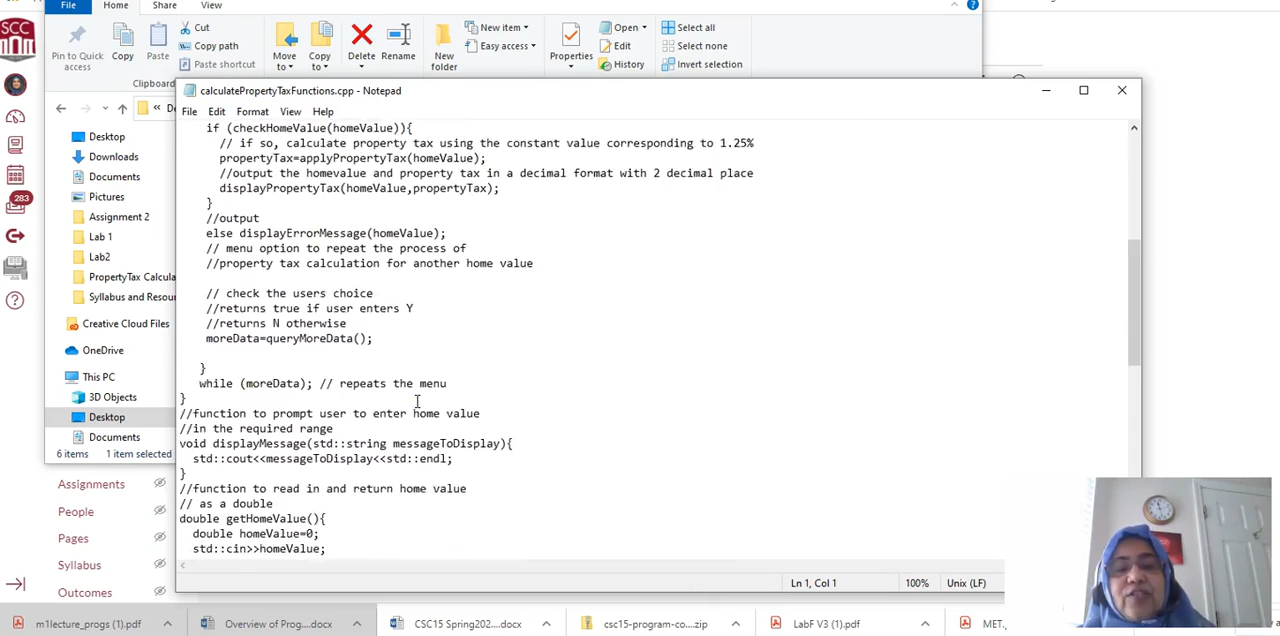 File
Home
Share
View
SCC
Pin to Quick
access
Copy
Paste
Cut
Copy path
Paste shortcut
Clipboard
Move
to
Copy
to
Delete
Rename
New
folder
New item
Easy access
Properties
Open
Edit
History
Select all
Select none
Invert selection
« De
283
Desktop
Downloads
Documents
Pictures
Assignment 2
Lab 1
Lab2
PropertyTax Calcula
Syllabus and Resour
Creative Cloud Files
OneDrive
This PC
3D Objects
Desktop
Documents
6 items 1 item selected
Assignments
People
Pages
Syllabus
Outcomes
calculatePropertyTaxFunctions.cpp - Notepad
File Edit Format View Help
if (checkHomeValue(homeValue)){
// if so, calculate property tax using the constant value corresponding to 1.25%
propertyTax=applyPropertyTax(homeValue);
//output the homevalue and property tax in a decimal format with 2 decimal place
displayPropertyTax(homeValue,propertyTax);
}
//output
else displayErrorMessage(homeValue);
// menu option to repeat the process of
//property tax calculation for another home value
// check the users choice
//returns true if user enters Y
//returns N otherwise
moreData=queryMoreData();
}
while (moreData); // repeats the menu
}
//function to prompt user to enter home value
//in the required range
void displayMessage(std::string messageToDisplay){
std::cout<<messageToDisplay<<std::endl;
}
//function to read in and return home value
// as a double
double getHomeValue(){
double homeValue=0;
std::cin>>homeValue;
Ln 1, Col 1
100%
Unix (LF)
m1lecture_progs (1).pdf
Overview of Prog....docx
CSC15 Spring202....docx
csc15-program-co....zip
LabF V3 (1).pdf
MET.